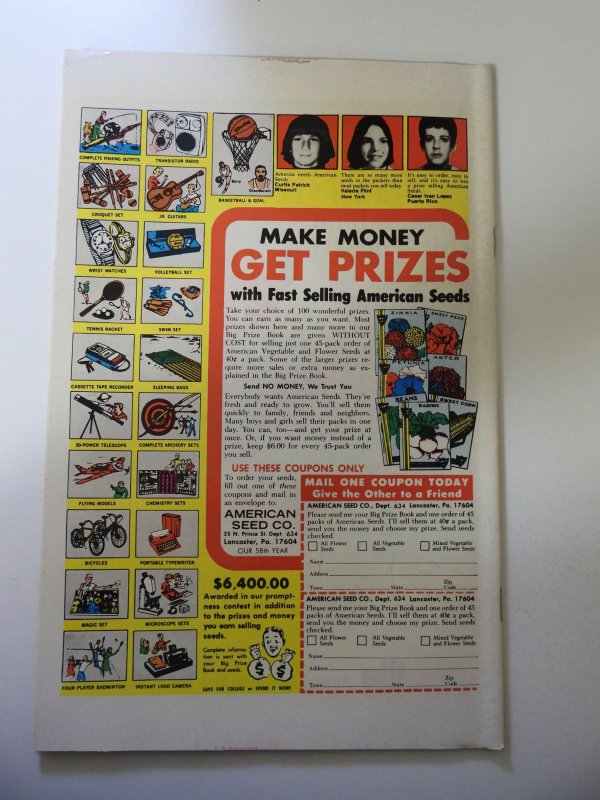 COMPLETE FISHING OUTFITS
TRANSISTOR RADIO
CROQUET SET
JR. GUITARS
WRIST WATCHES
VOLLEYBALL SET
TENNIS RACKET
SWIM SET
CASSETTE TAPE RECORDER
SLEEPING BAGS
30-POWER TELESCOPE
COMPLETE ARCHERY SETS
FLYING MODELS
CHEMISTRY SETS
BICYCLES
PORTABLE TYPEWRITER
MAGIC SET
MICROSCOPE SETS
FOUR PLAYER BADMINTON
INSTANT LOAD CAMERA
BASKETBALL & GOAL
America needs American
Seeds.
Curtis Patrick
Missouri
There are so many more
seeds in the packets than
most packets you sell today.
Valerie Flint
New York
It's easy to order, easy to
sell, and it's easy to win
a prize selling American
Seeds.
Cesar Ivan Lopez
Puerto Rico
MAKE MONEY
GET PRIZES
with Fast Selling American Seeds
Take your choice of 100 wonderful prizes.
You can earn as many as you want. Most
prizes shown here and many more in our
Big Prize Book are given WITHOUT
COST for selling just one 45-pack order of
American Vegetable and Flower Seeds at
40¢ a pack. Some of the larger prizes re-
quire more sales or extra money as ex-
plained in the Big Prize Book.
Send NO MONEY, We Trust You
Everybody wants American Seeds. They're
fresh and ready to grow. You'll sell them
quickly to family, friends and neighbors.
Many boys and girls sell their packs in one
day. You can, too—and get your prize at
once. Or, if you want money instead of a
prize, keep $6.00 for every 45-pack order
you sell.
ZINNIA
SWEET PEAS
PETUNIA
ASTER
BEANS
RADISH
SWEET CORN
USE THESE COUPONS ONLY
To order your seeds,
fill out one of these
coupons and mail in
an envelope to:
AMERICAN
SEED CO.
35 N. Prince St. Dept. 634
Lancaster, Pa. 17604
OUR 58th YEAR
MAIL ONE COUPON TODAY
Give the Other to a Friend
AMERICAN SEED CO., Dept. 634 Lancaster, Pa. 17604
Please send me your Big Prize Book and one order of 45
packs of American Seeds. I'll sell them at 40¢ a pack,
send you the money and choose my prize. Send seeds
checked.
All Flower Seeds
All Vegetable Seeds
Mixed Vegetable and Flower Seeds
Name
Address
Town State Zip Code
AMERICAN SEED CO., Dept. 634 Lancaster, Pa. 17604
Please send me your Big Prize Book and one order of 45
packs of American Seeds. I'll sell them at 40¢ a pack,
send you the money and choose my prize. Send seeds
checked.
All Flower Seeds
All Vegetable Seeds
Mixed Vegetable and Flower Seeds
Name
Address
Town State Zip Code
$6,400.00
Awarded in our prompt-
ness contest in addition
to the prizes and money
you earn selling
seeds.
Complete informa-
tion is sent with
your Big Prize
Book and seeds.
$ $
SAVE FOR COLLEGE or SPEND IT NOW!